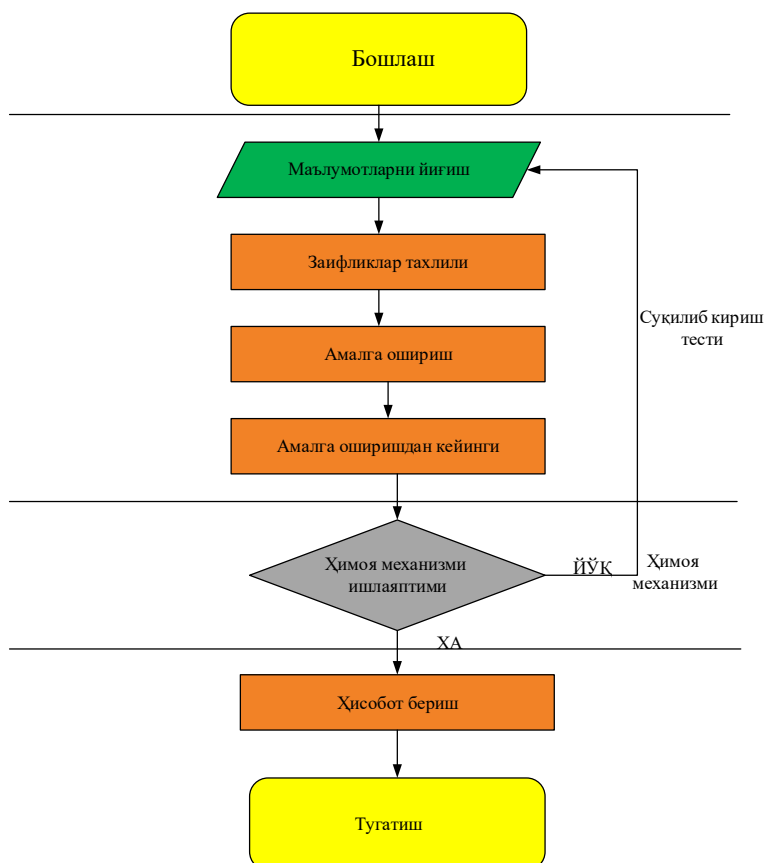 Бошлаш
Маълумотларни йиғиш
Заифликлар тахлили
Суқилиб кириш
тести
Амалга ошириш
Амалга оширишдан кейинги
Ҳимоя механизми
ишлаяптими
ЙЎҚ
Ҳимоя
механизми
ХА
Ҳисобот бериш
Тугатиш